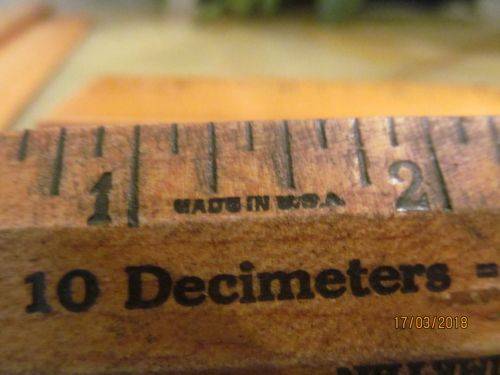 1 2
MADE IN U.S.A.
10 Decimeters =
17/03/2018